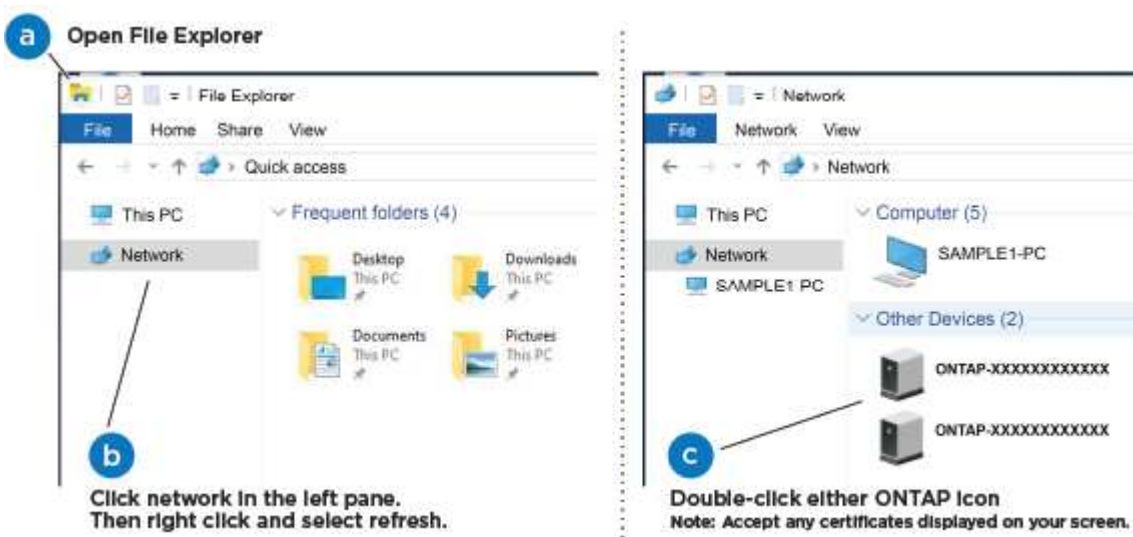 a
Open File Explorer
File Explorer
File Home Share View
Quick access
This PC
Network
Frequent folders (4)
Desktop
This PC
Downloads
This PC
Documents
This PC
Pictures
This PC
b
Click network in the left pane.
Then right click and select refresh.
Network
File Network View
Network
This PC
Network
SAMPLE1 PC
Computer (5)
SAMPLE1-PC
Other Devices (2)
ONTAP-XXXXXXXXXXXX
ONTAP-XXXXXXXXXXXX
c
Double-click either ONTAP icon
Note: Accept any certificates displayed on your screen.